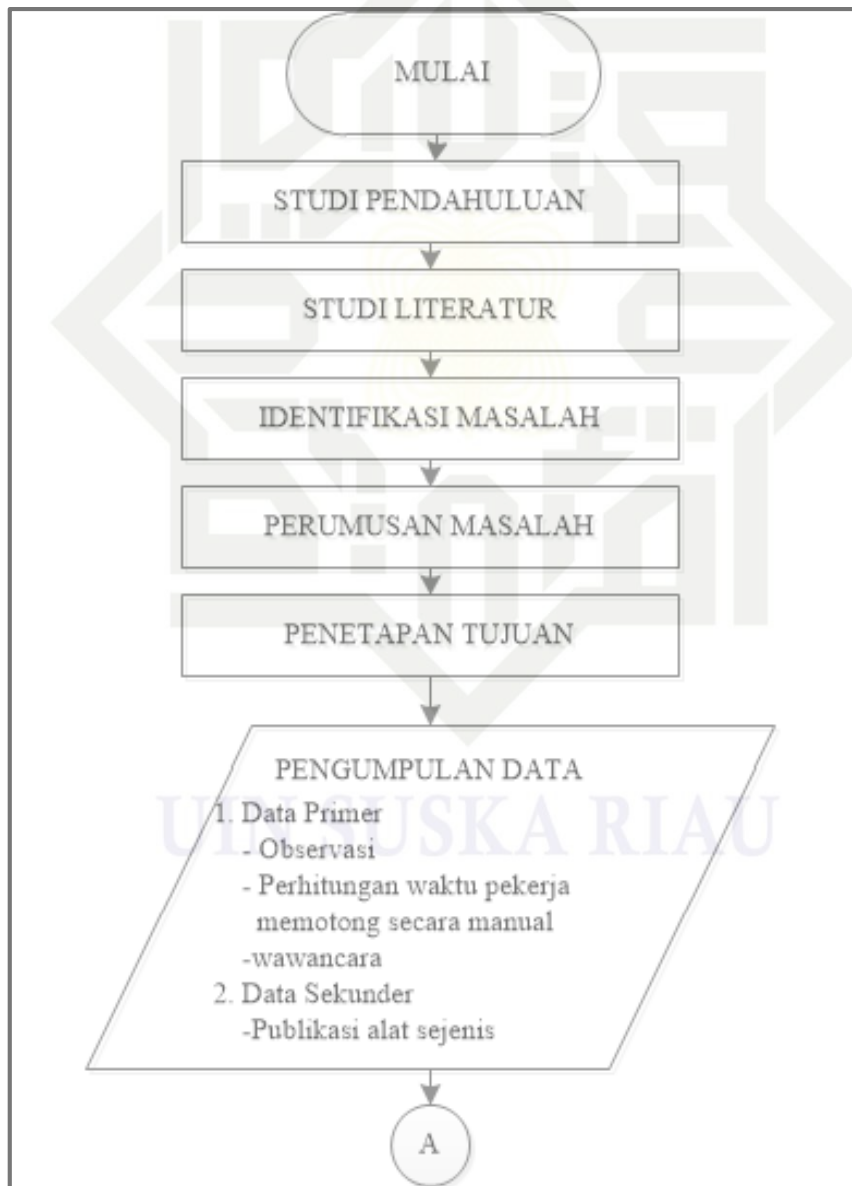 MULAI
STUDI PENDAHULUAN
STUDI LITERATUR
IDENTIFIKASI MASALAH
PERUMUSAN MASALAH
PENETAPAN TUJUAN
PENGUMPULAN DATA
1. Data Primer
- Observasi
- Perhitungan waktu pekerja
memotong secara manual
-wawancara
2. Data Sekunder
-Publikasi alat sejenis
UIN SUSKA RIAU
A